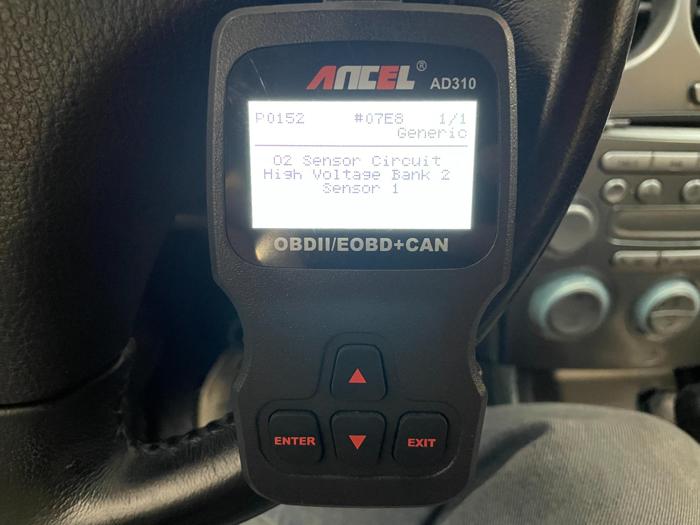 ANCEL®
AD310
P0152 #07E8 1/1
Generic
O2 Sensor Circuit
High Voltage Bank 2
Sensor 1
OBDII/EOBD+CAN
ENTER
EXIT